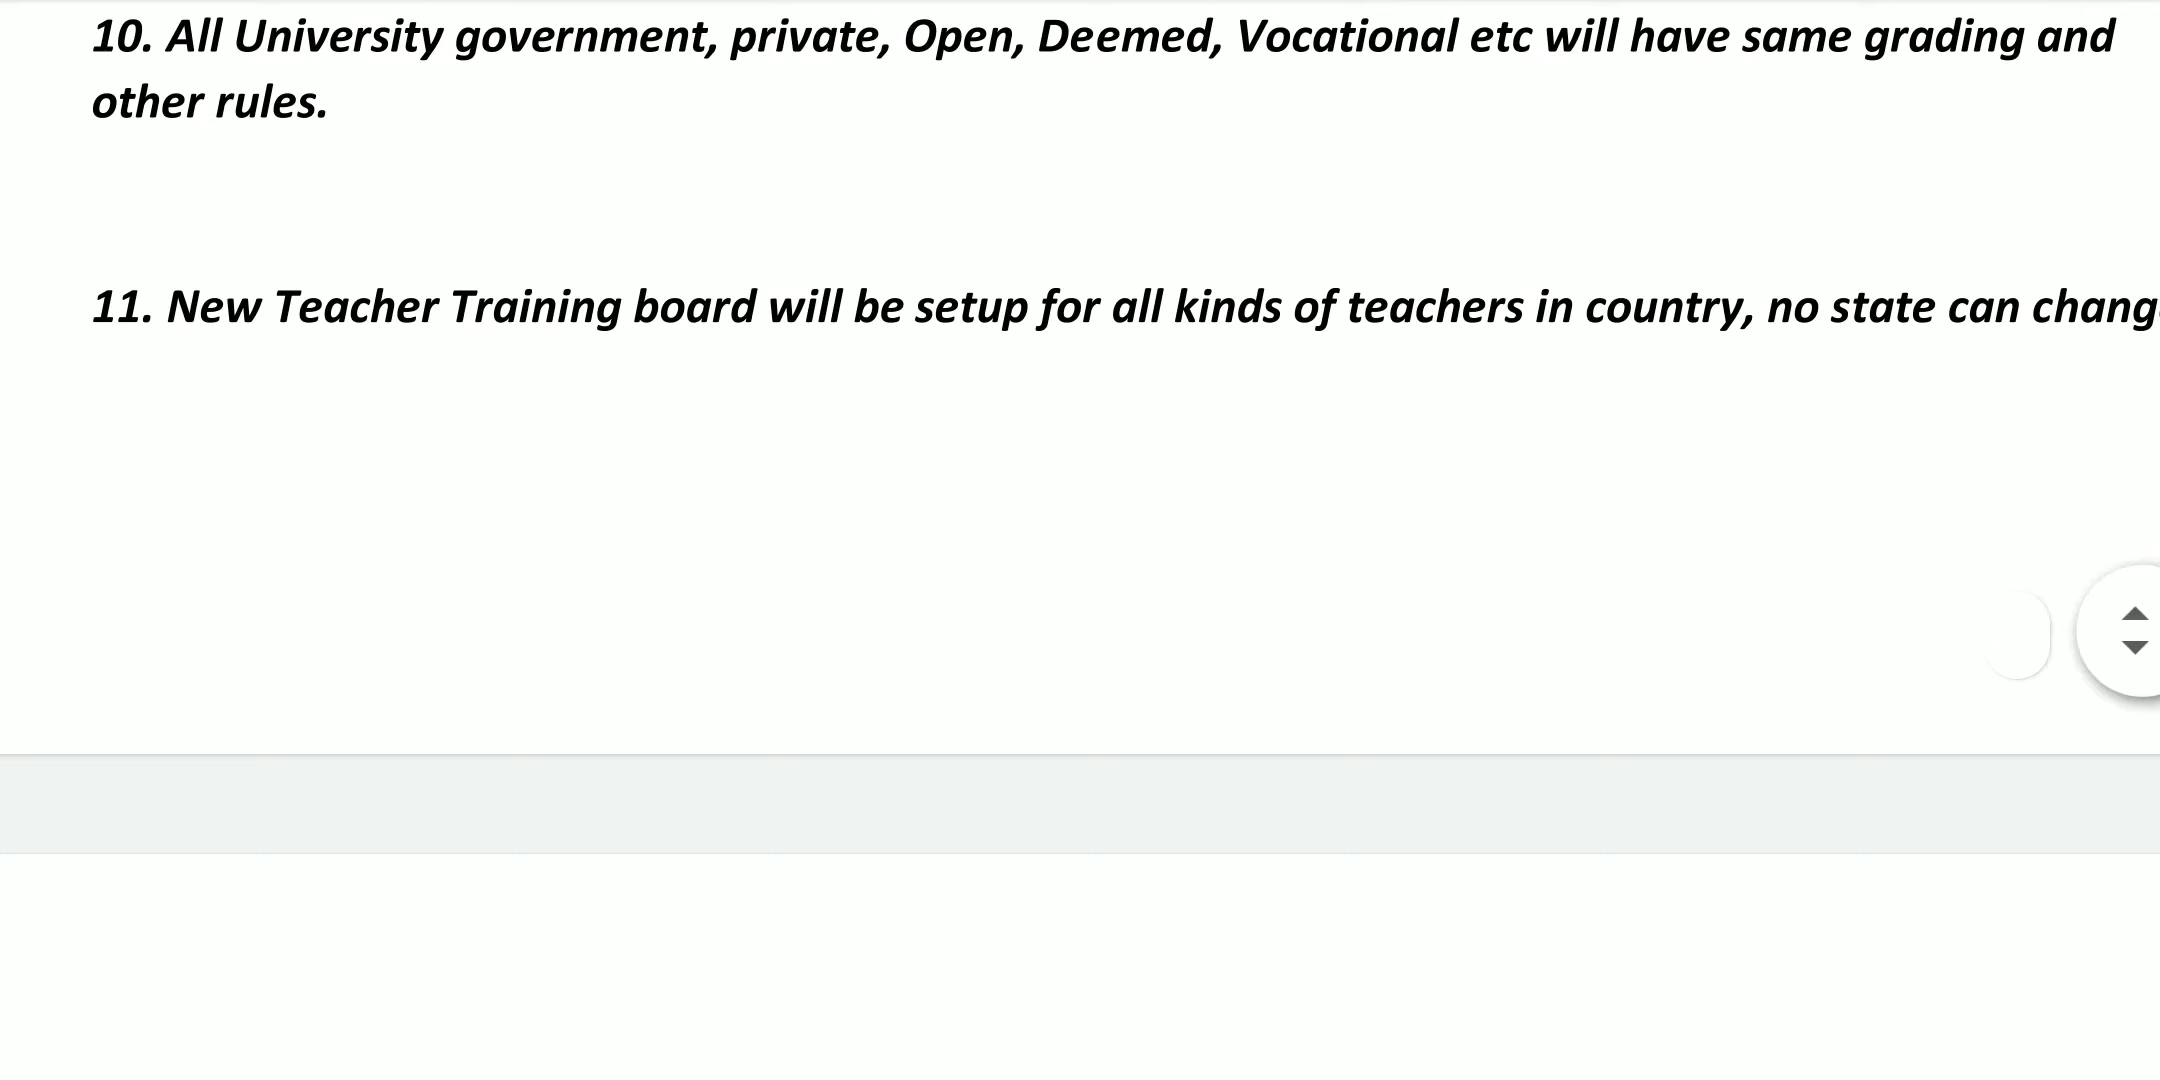 10. All University government, private, Open, Deemed, Vocational etc will have same grading and
other rules.
11. New Teacher Training board will be setup for all kinds of teachers in country, no state can chang